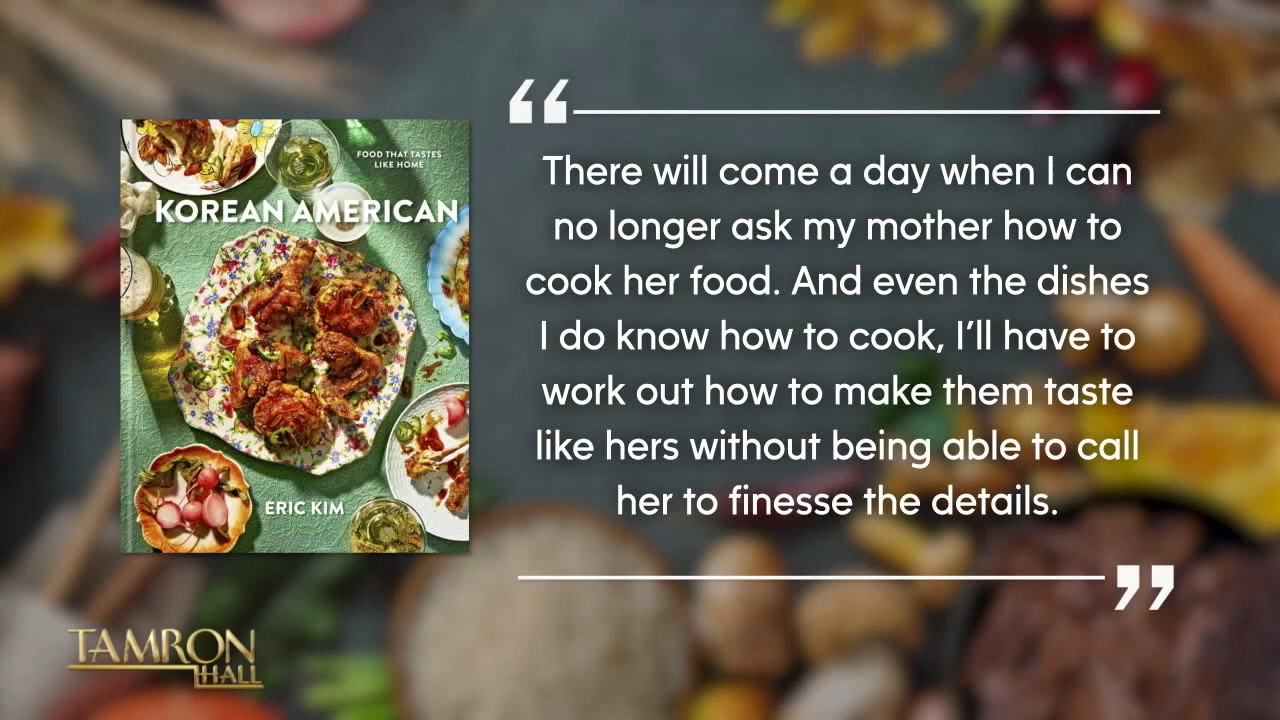 FOOD THAT TASTES
LIKE HOME
KOREAN AMERICAN
ERIC KIM
“
There will come a day when I can
no longer ask my mother how to
cook her food. And even the dishes
I do know how to cook, I’ll have to
work out how to make them taste
like hers without being able to call
her to finesse the details.
”
TAMRON
HALL